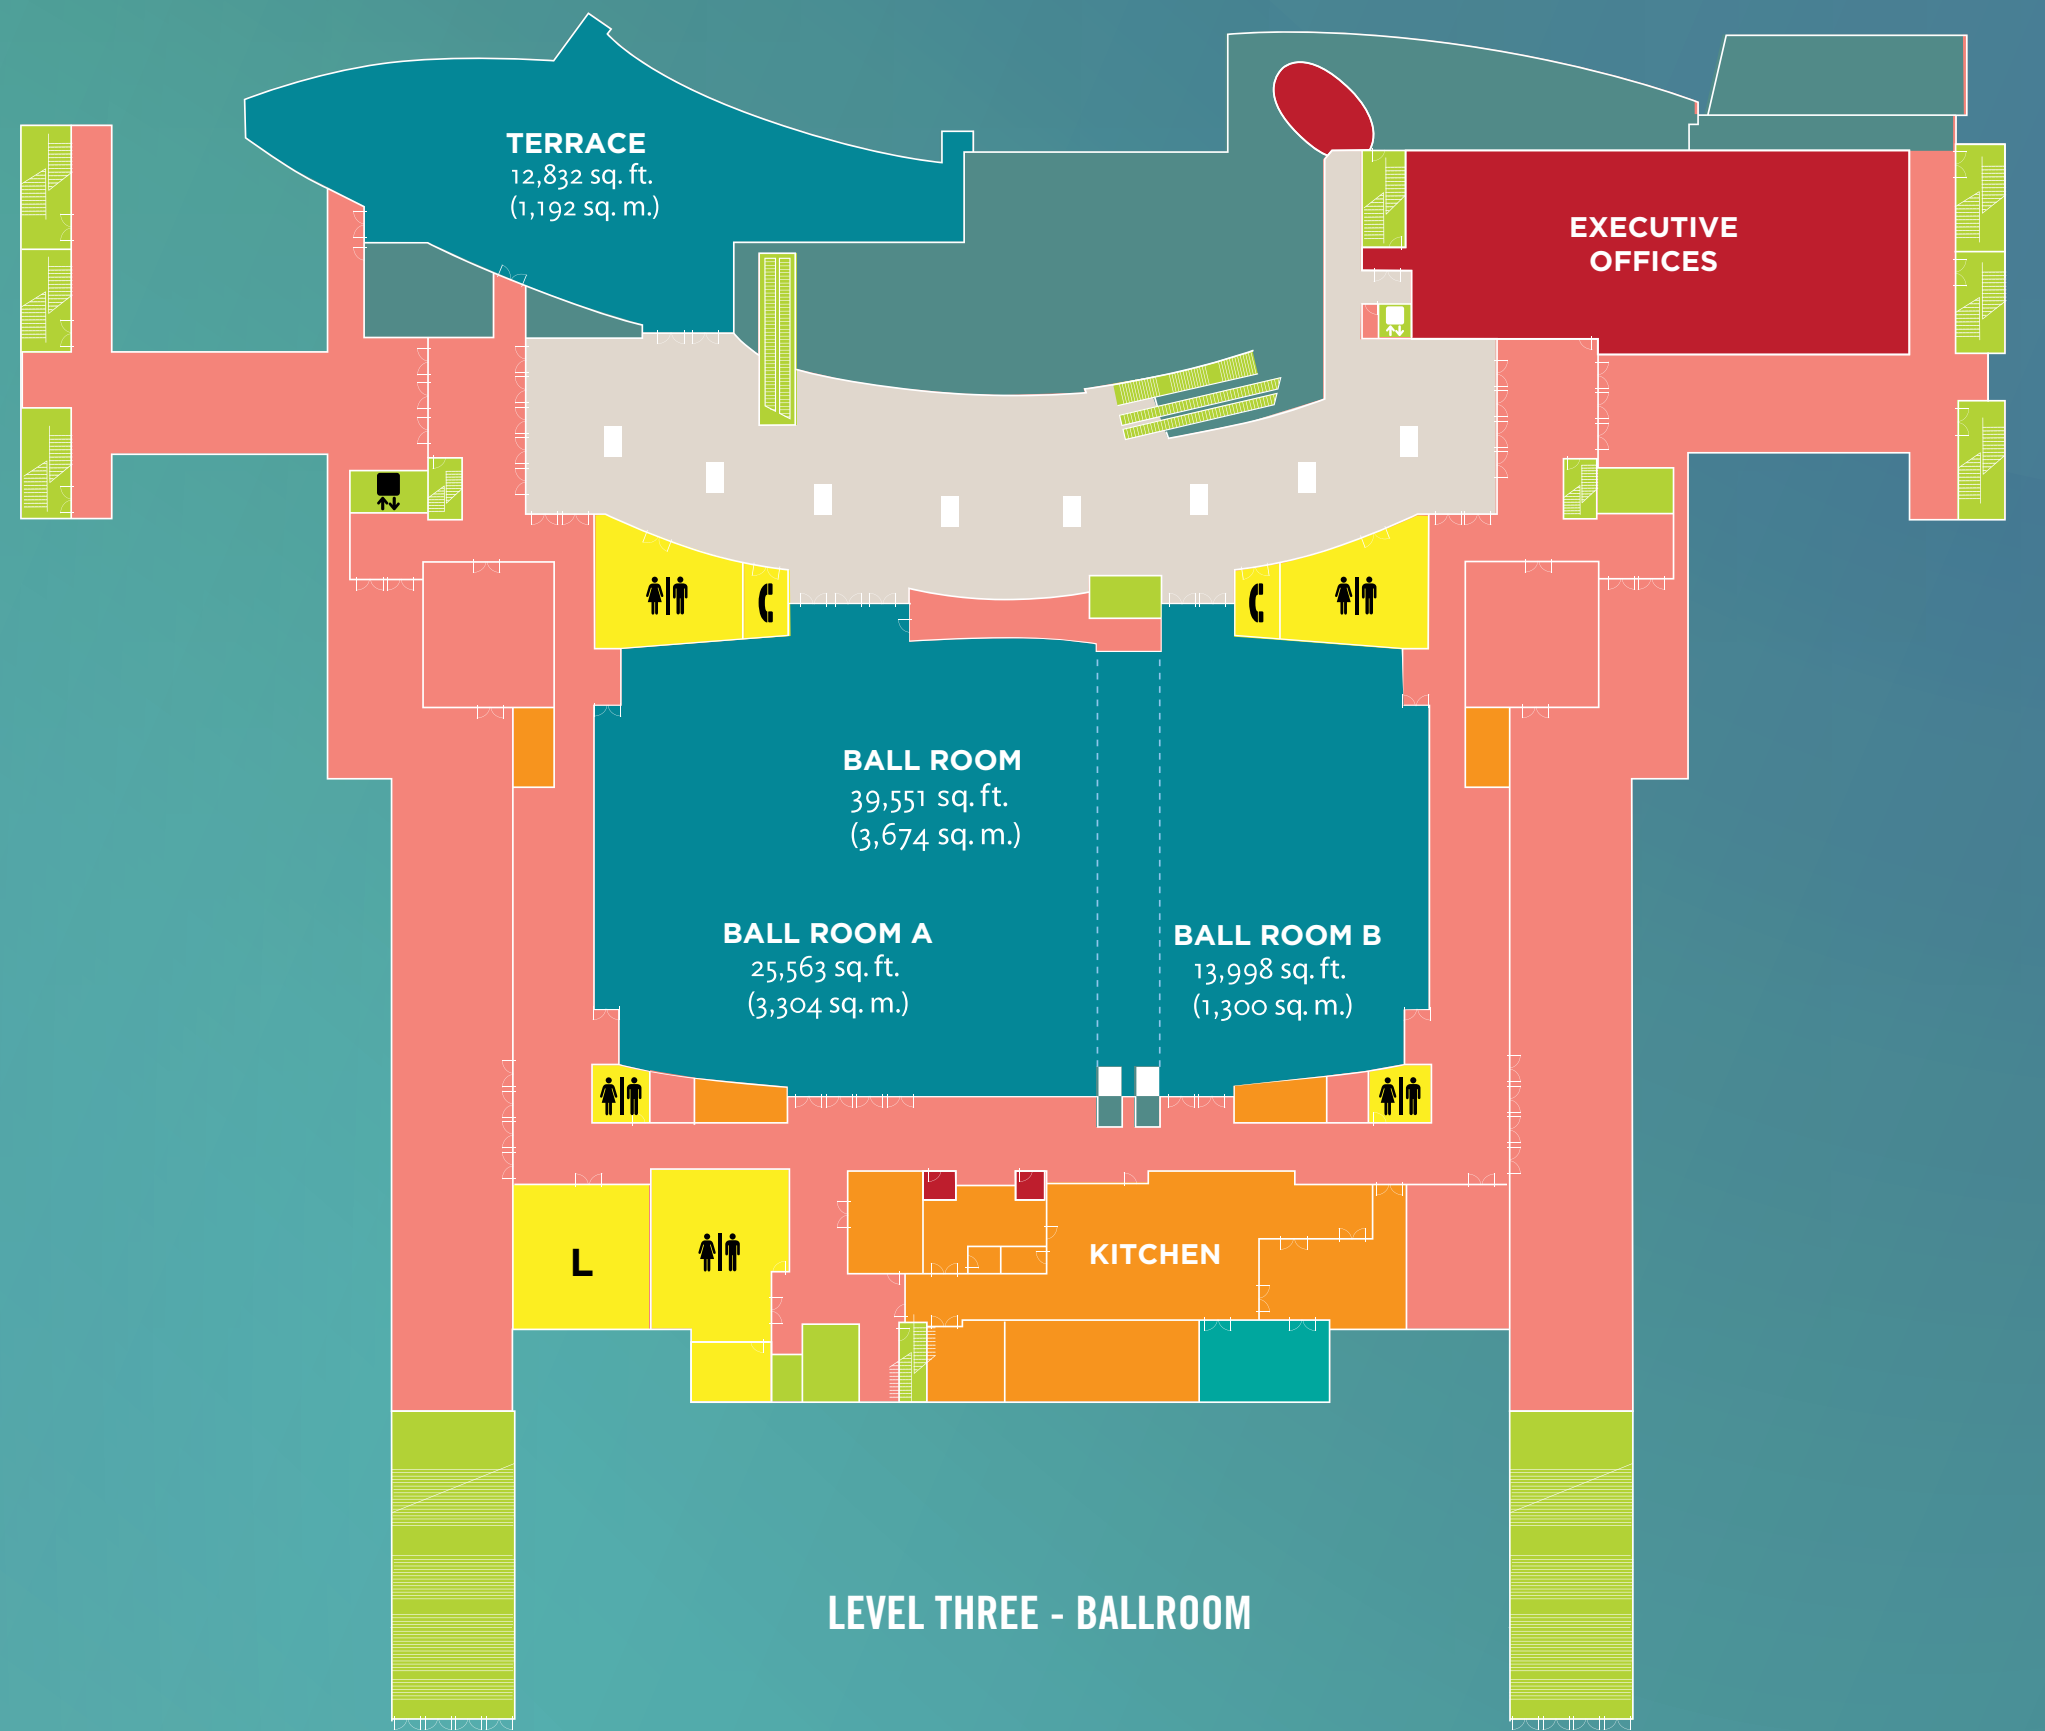 TERRACE
12,832 sq. ft.
(1,192 sq. m.)
EXECUTIVE
OFFICES
BALL ROOM
39,551 sq. ft.
(3,674 sq. m.)
BALL ROOM A
25,563 sq. ft.
(3,304 sq. m.)
BALL ROOM B
13,998 sq. ft.
(1,300 sq. m.)
L
KITCHEN
LEVEL THREE - BALLROOM